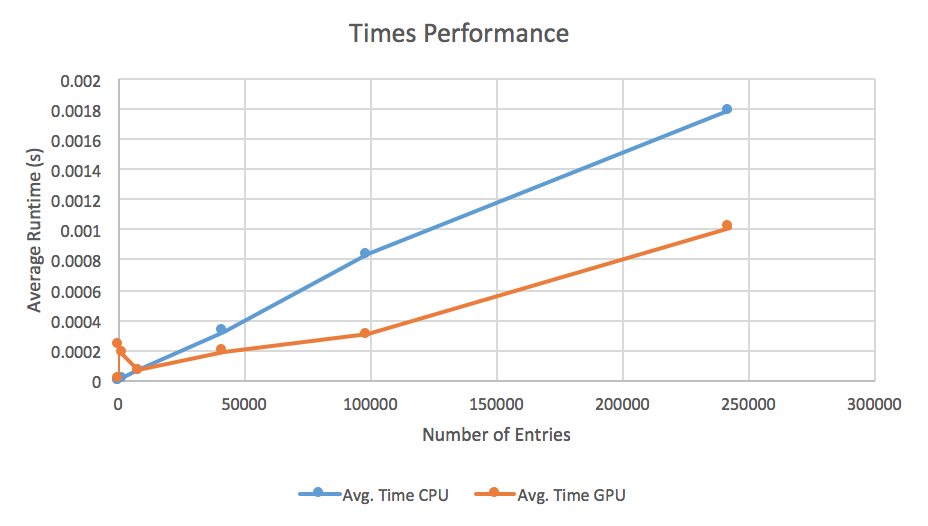 Times Performance
0.002
0.0018
0.0016
0.0014
0.0012
0.001
0.0008
0.0006
0.0004
0.0002
0
Average Runtime (s)
0 50000 100000 150000 200000 250000 300000
Number of Entries
Avg. Time CPU Avg. Time GPU